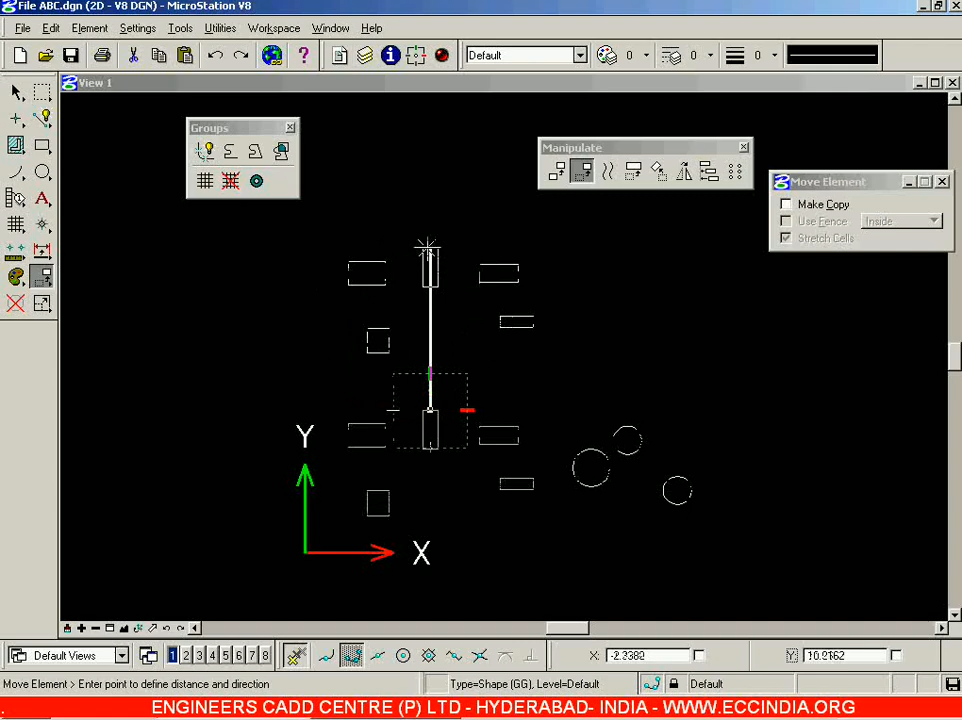 File ABC.dgn (2D - V8 DGN) - MicroStation V8
File Edit Element Settings Tools Utilities Workspace Window Help
Default 0 0 0
View 1
Groups
Manipulate
Move Element
Make Copy
Use Fence Inside
Stretch Cells
Y
X
Default Views 1 2 3 4 5 6 7 8 X: -2.3382 Y: 10.2162
Move Element > Enter point to define distance and direction Type=Shape (GG), Level=Default Default
ENGINEERS CADD CENTRE (P) LTD - HYDERABAD- INDIA - WWW.ECCINDIA.ORG